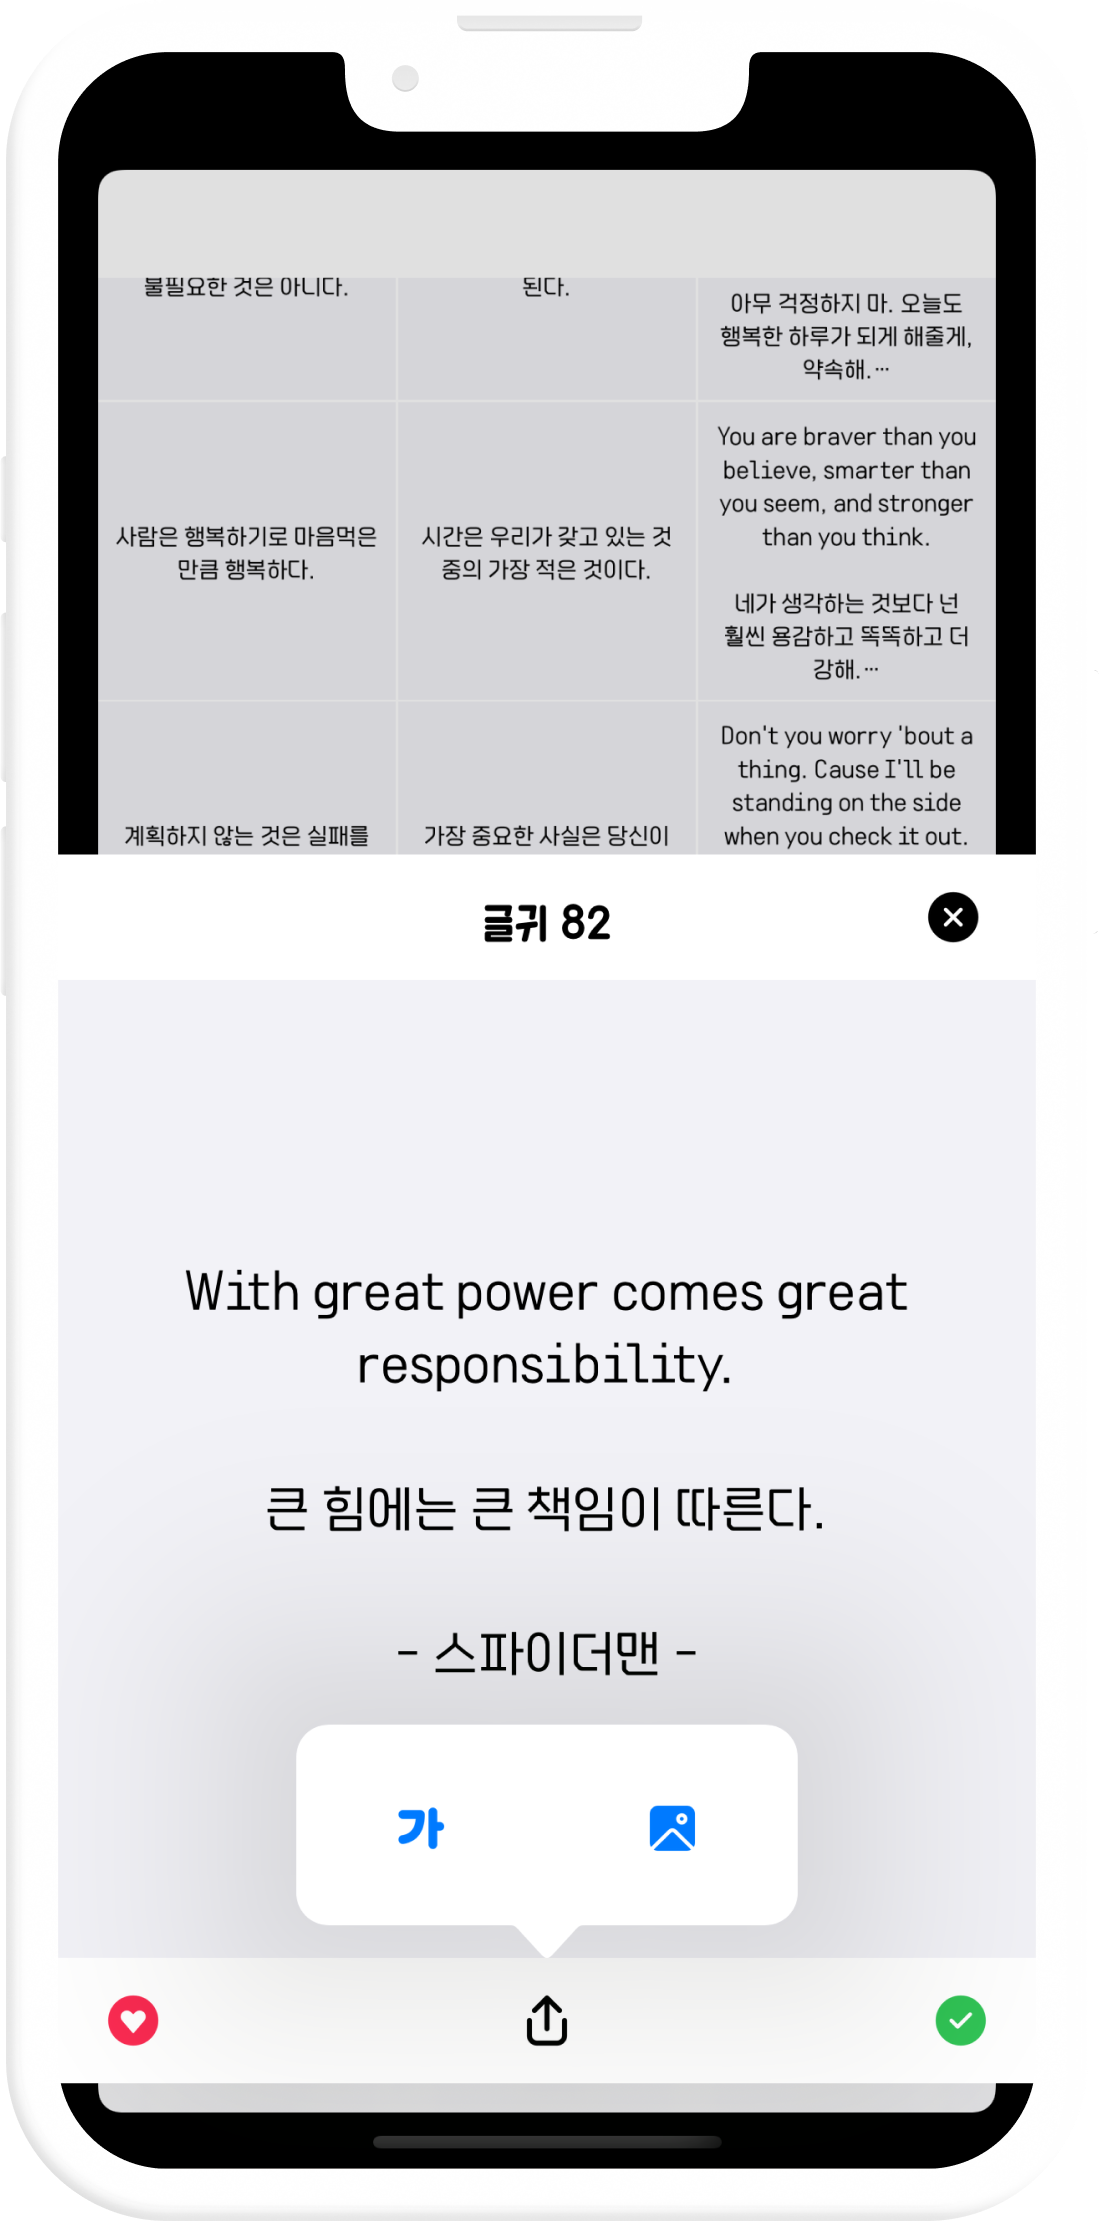 불필요한 것은 아니다.
된다.
아무 걱정하지 마. 오늘도
행복한 하루가 되게 해줄게,
약속해.…
사람은 행복하기로 마음먹은
만큼 행복하다.
시간은 우리가 갖고 있는 것
중의 가장 적은 것이다.
You are braver than you
believe, smarter than
you seem, and stronger
than you think.
네가 생각하는 것보다 넌
훨씬 용감하고 똑똑하고 더
강해.…
계획하지 않는 것은 실패를
가장 중요한 사실은 당신이
Don't you worry 'bout a
thing. Cause I'll be
standing on the side
when you check it out.
글귀 82
With great power comes great
responsibility.
큰 힘에는 큰 책임이 따른다.
- 스파이더맨 -
가